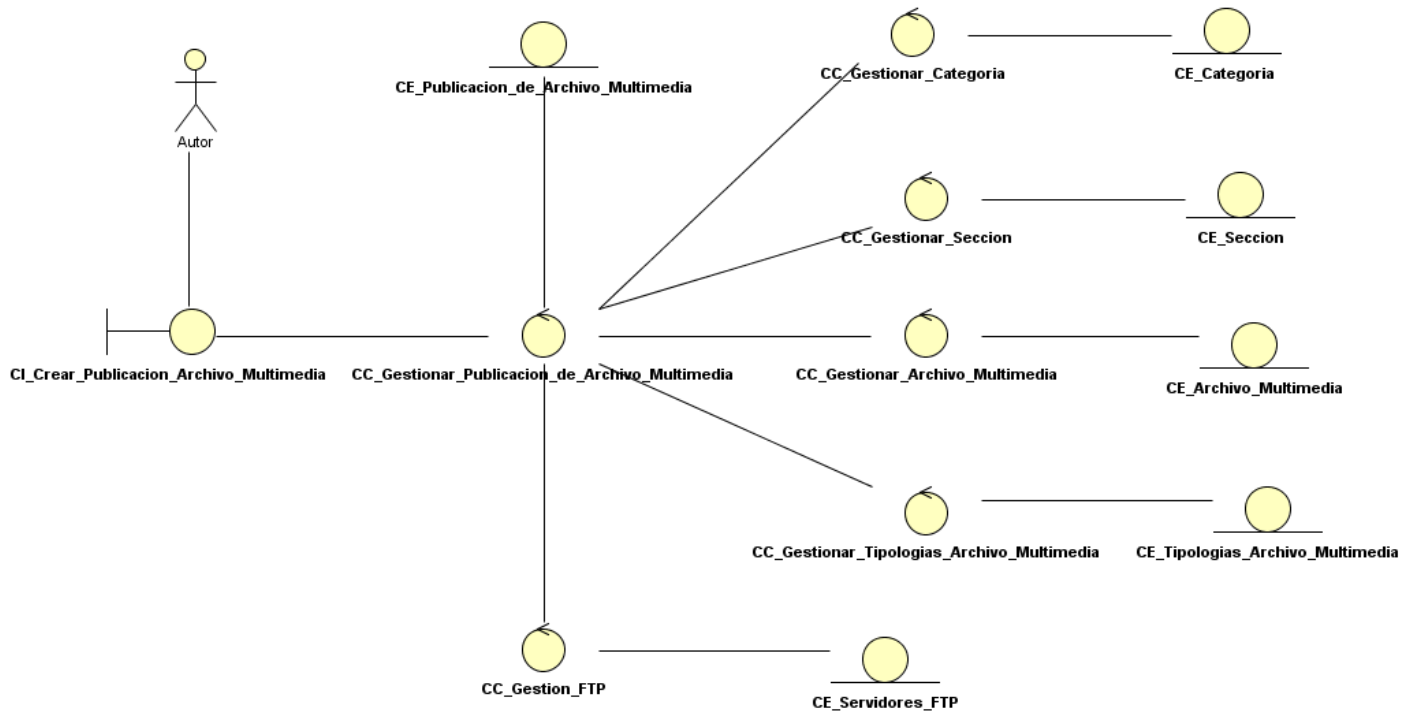 CC_Gestionar_Categoria
CE_Categoria
CE_Publicacion_de_Archivo_Multimedia
Autor
CC_Gestionar_Seccion
CE_Seccion
CI_Crear_Publicacion_Archivo_Multimedia
CC_Gestionar_Publicacion_de_Archivo_Multimedia
CC_Gestionar_Archivo_Multimedia
CE_Archivo_Multimedia
CC_Gestionar_Tipologias_Archivo_Multimedia
CE_Tipologias_Archivo_Multimedia
CC_Gestion_FTP
CE_Servidores_FTP